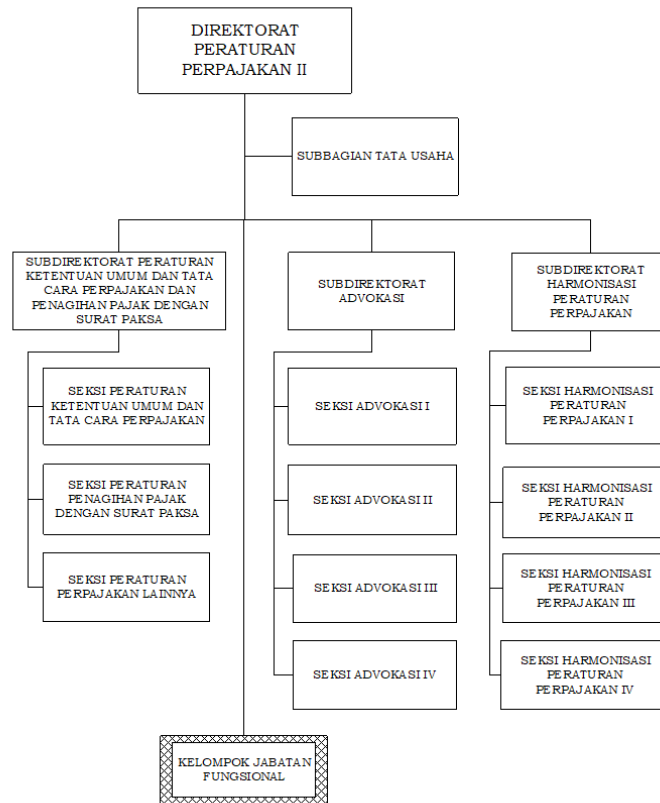 DIREKTORAT
PERATURAN
PERPAJAKAN II
SUBBAGIAN TATA USAHA
SUBDIREKTORAT PERATURAN
KETENTUAN UMUM DAN TATA
CARA PERPAJAKAN DAN
PENAGIHAN PAJAK DENGAN
SURAT PAKSA
SEKSI PERATURAN
KETENTUAN UMUM DAN
TATA CARA PERPAJAKAN
SEKSI PERATURAN
PENAGIHAN PAJAK
DENGAN SURAT PAKSA
SEKSI PERATURAN
PERPAJAKAN LAINNYA
SUBDIREKTORAT
ADVOKASI
SEKSI ADVOKASI I
SEKSI ADVOKASI II
SEKSI ADVOKASI III
SEKSI ADVOKASI IV
SUBDIREKTORAT
HARMONISASI
PERATURAN
PERPAJAKAN
SEKSI HARMONISASI
PERATURAN
PERPAJAKAN I
SEKSI HARMONISASI
PERATURAN
PERPAJAKAN II
SEKSI HARMONISASI
PERATURAN
PERPAJAKAN III
SEKSI HARMONISASI
PERATURAN
PERPAJAKAN IV
KELOMPOK JABATAN
FUNGSIONAL